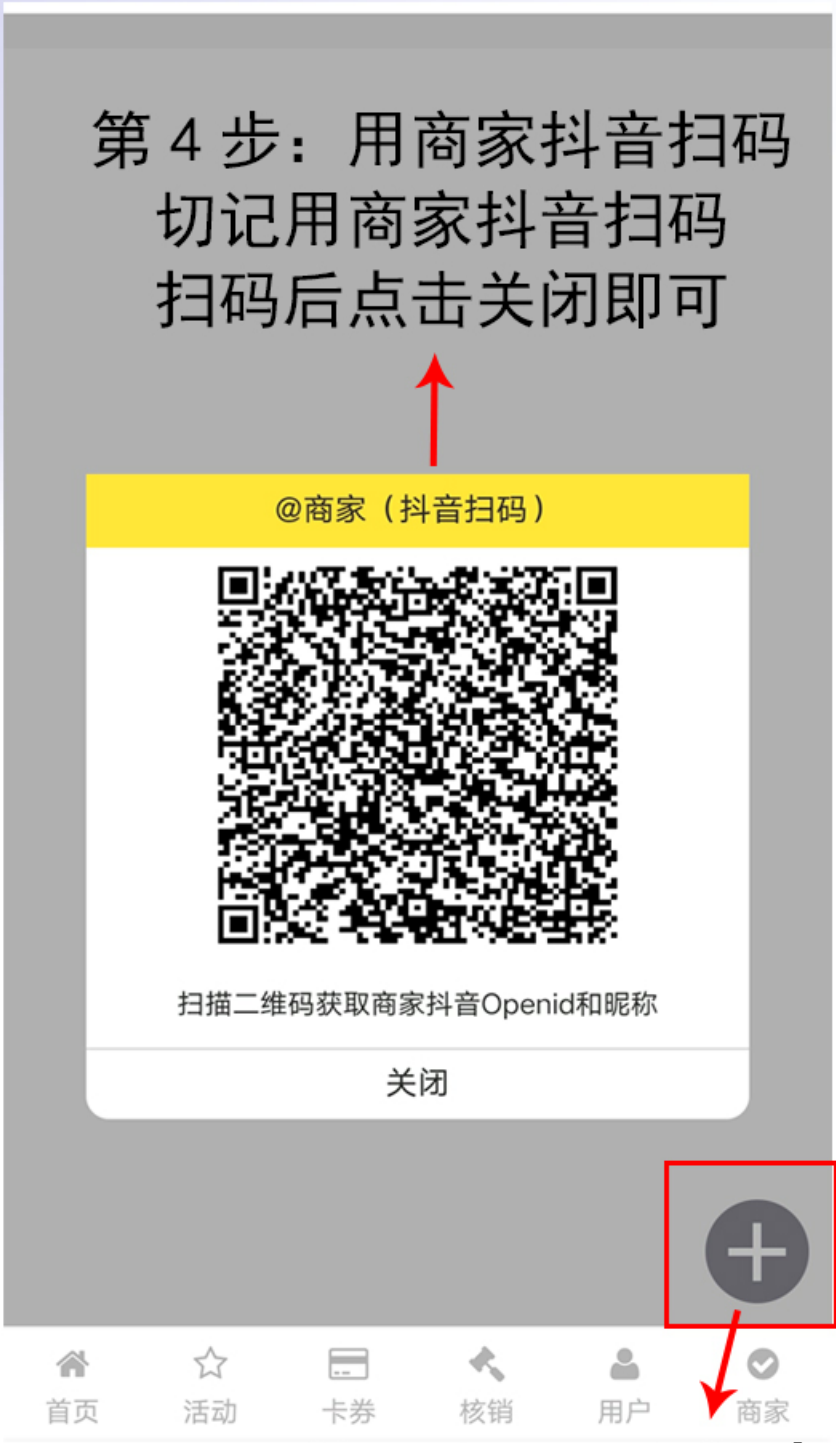 第 4 步：用商家抖音扫码
切记用商家抖音扫码
扫码后点击关闭即可
@商家（抖音扫码）
扫描二维码获取商家抖音Openid和昵称
关闭
首页 活动 卡券 核销 用户 商家